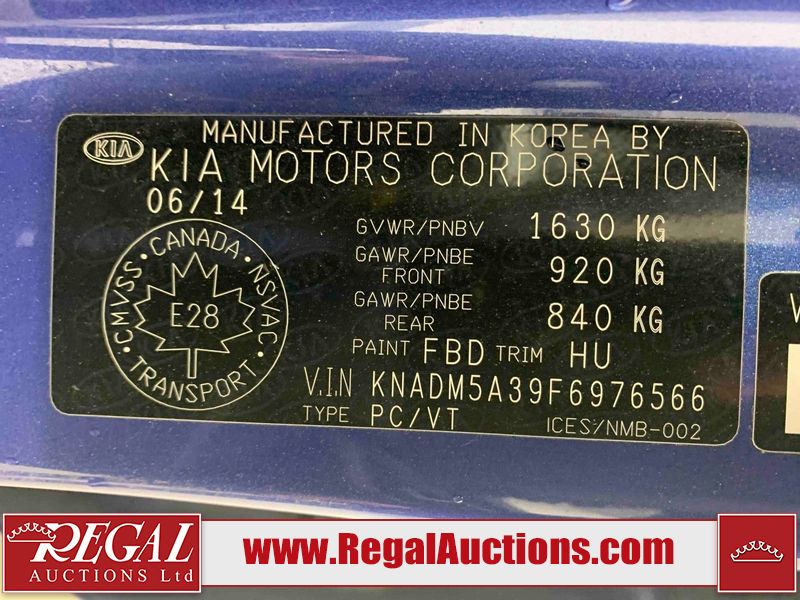 MANUFACTURED IN KOREA BY
KIA
KIA MOTORS CORPORATION
06/14
GVWR/PNBV 1630 KG
GAWR/PNBE FRONT 920 KG
GAWR/PNBE REAR 840 KG
PAINT FBD TRIM HU
V.I.N KNADM5A39F6976566
TYPE PC/VT
ICES/NMB-002
CANADA
CMVSS NSVAC
E28
TRANSPORT
REGAL
AUCTIONS Ltd
www.RegalAuctions.com